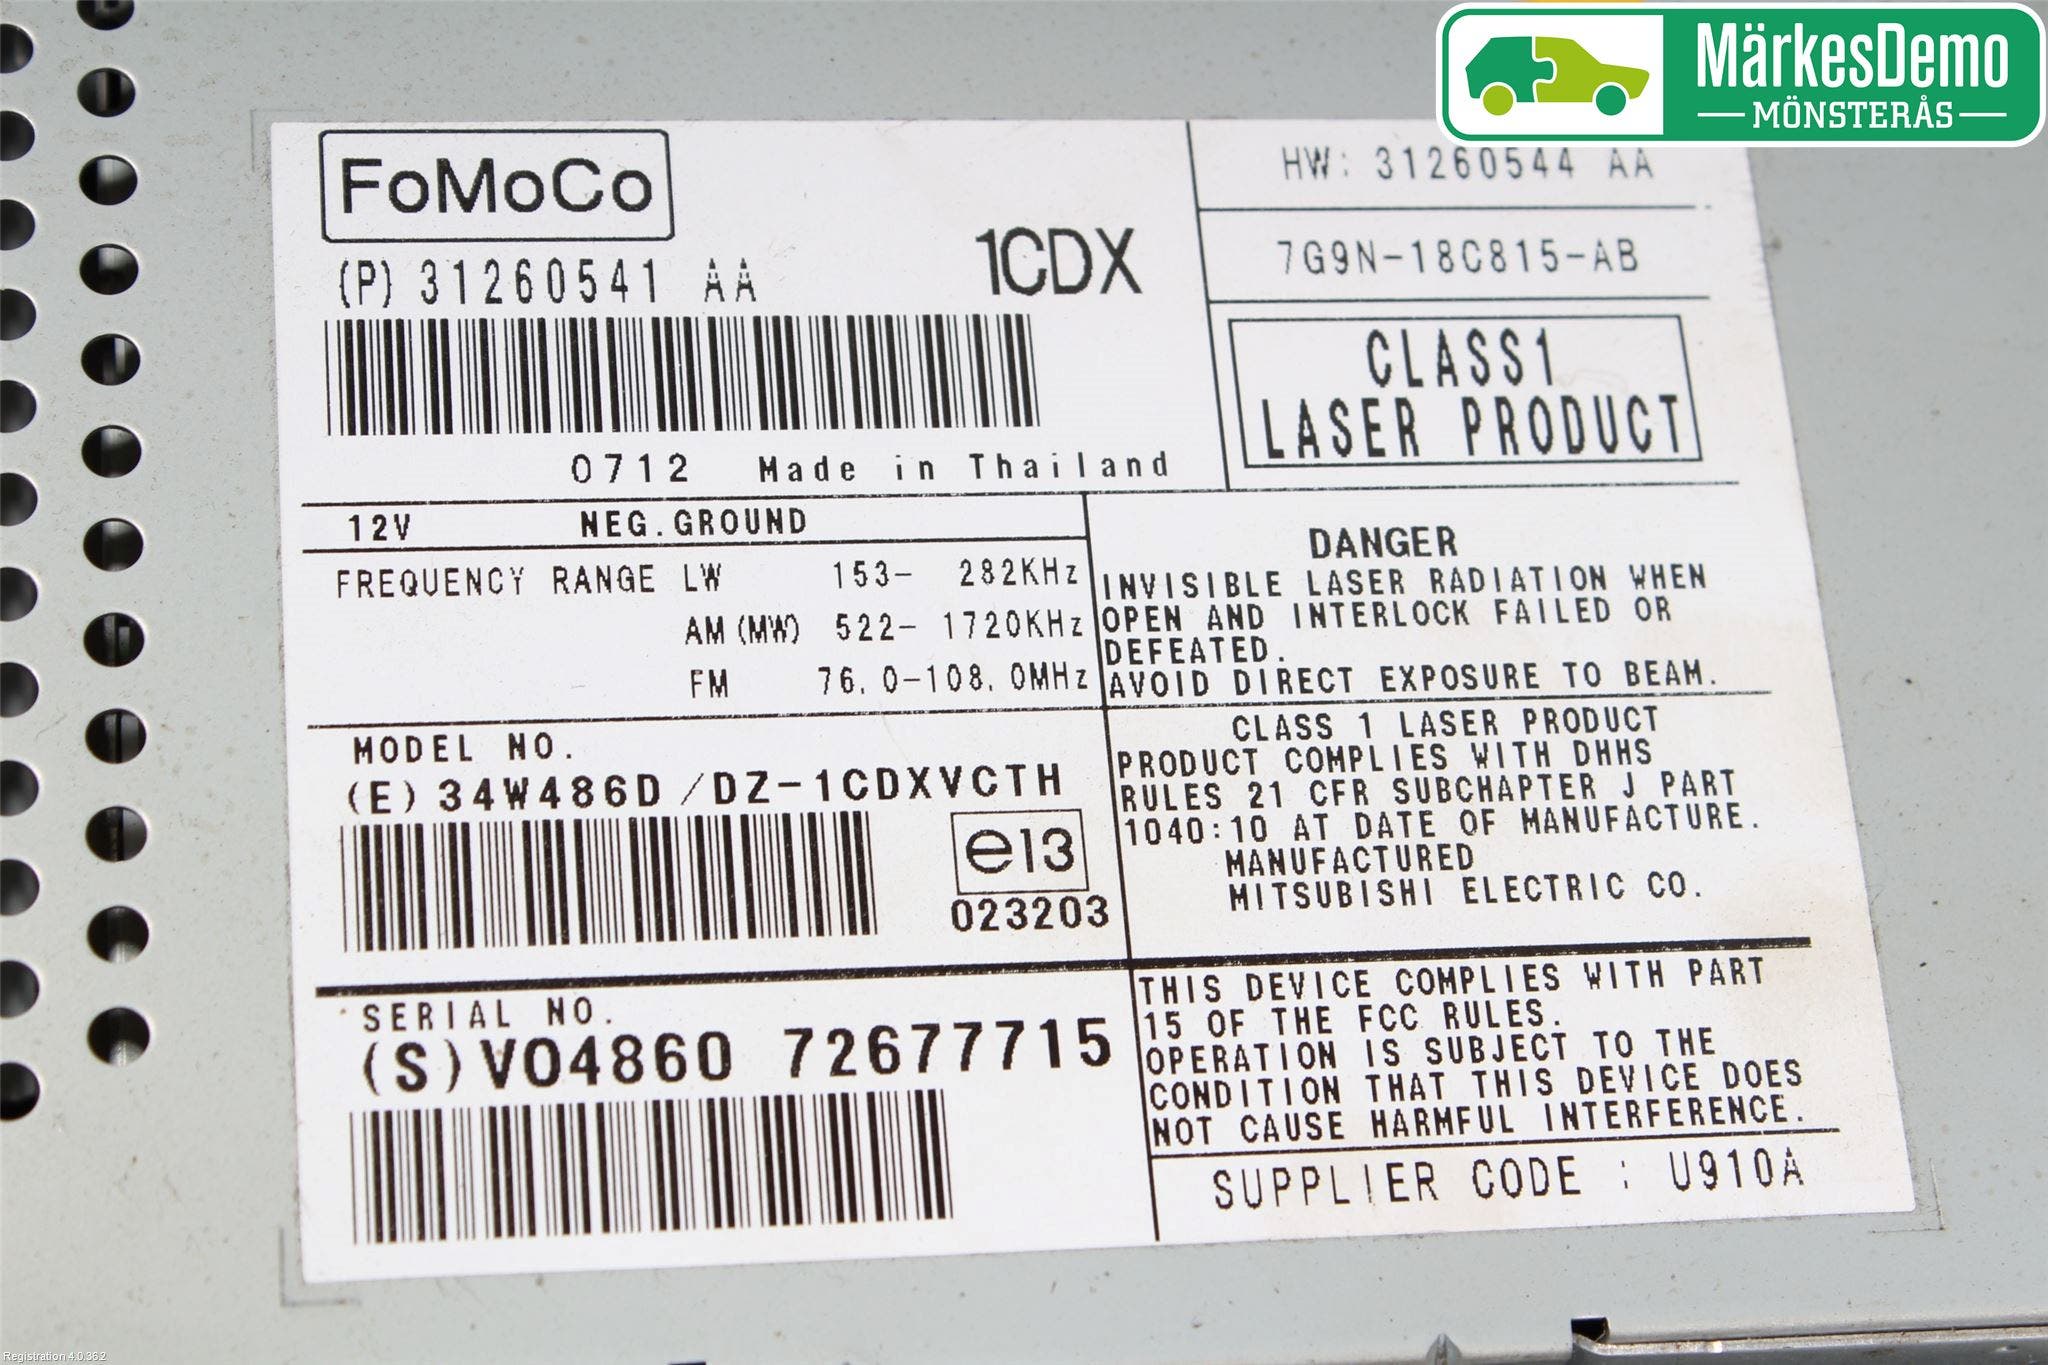 MärkesDemo
MÖNSTERÅS
FoMoCo
(P) 31260541 AA
1CDX
0712 Made in Thailand
HW: 31260544 AA
7G9N-18C815-AB
CLASS1
LASER PRODUCT
12V NEG.GROUND
FREQUENCY RANGE LW 153- 282KHz
AM(MW) 522- 1720KHz
FM 76.0-108.0MHz
DANGER
INVISIBLE LASER RADIATION WHEN
OPEN AND INTERLOCK FAILED OR
DEFEATED.
AVOID DIRECT EXPOSURE TO BEAM.
MODEL NO.
(E)34W486D/DZ-1CDXVCTH
e13
023203
CLASS 1 LASER PRODUCT
PRODUCT COMPLIES WITH DHHS
RULES 21 CFR SUBCHAPTER J PART
1040:10 AT DATE OF MANUFACTURE.
MANUFACTURED
MITSUBISHI ELECTRIC CO.
SERIAL NO.
(S)VO4860 72677715
THIS DEVICE COMPLIES WITH PART
15 OF THE FCC RULES.
OPERATION IS SUBJECT TO THE
CONDITION THAT THIS DEVICE DOES
NOT CAUSE HARMFUL INTERFERENCE.
SUPPLIER CODE : U910A
Registration 4.0.36.2